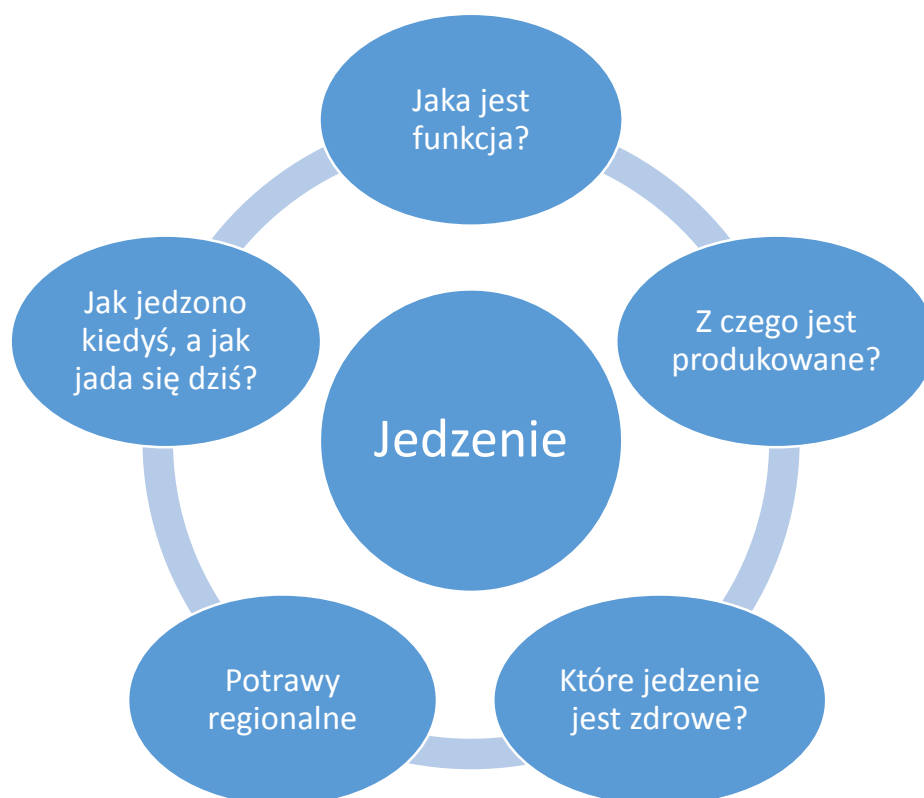 Jaka jest
funkcja?
Z czego jest
produkowane?
Które jedzenie
jest zdrowe?
Potrawy
regionalne
Jak jedzono
kiedyś, a jak
jada się dziś?
Jedzenie